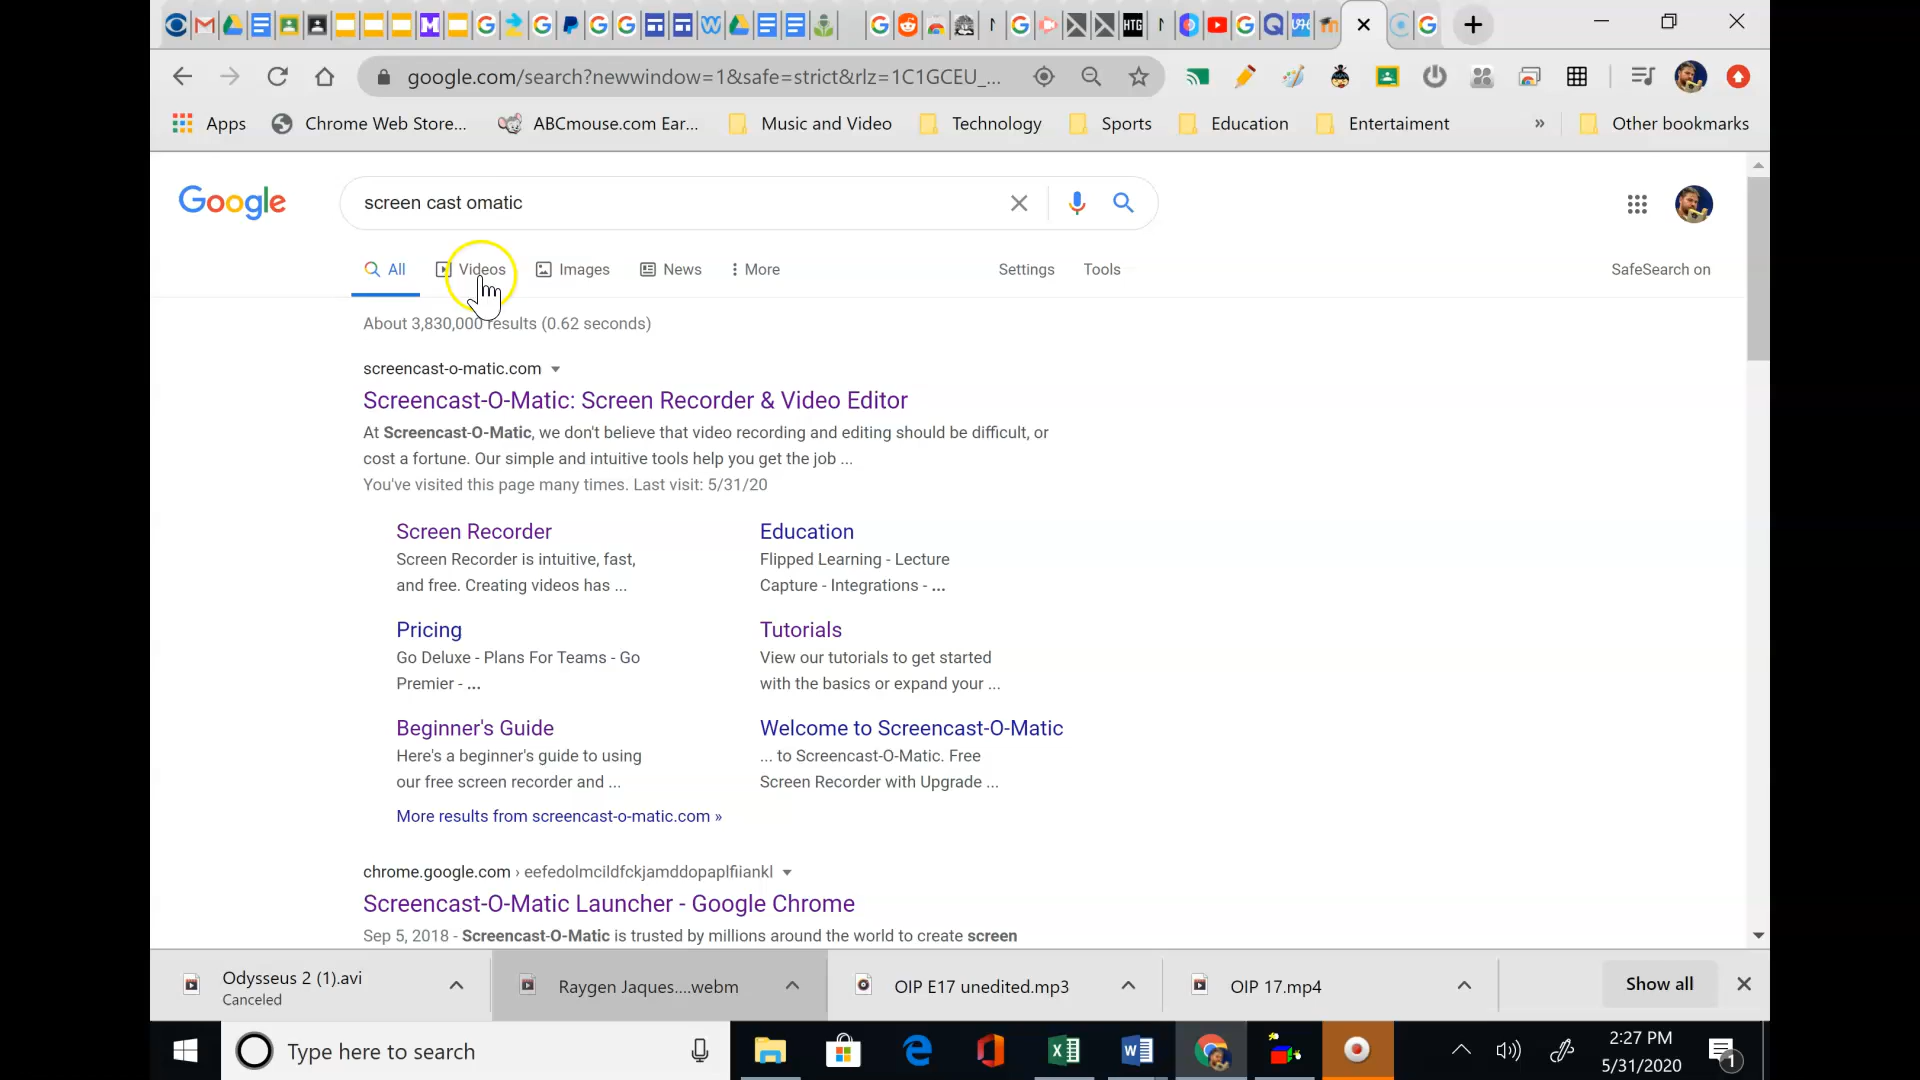 HTG
google.com/search?newwindow=1&safe=strict&rlz=1C1GCEU_...
Apps
Chrome Web Store...
ABCmouse.com Ear...
Music and Video
Technology
Sports
Education
Entertaiment
»
Other bookmarks
Google
screen cast omatic
All
Videos
Images
News
More
Settings
Tools
SafeSearch on
About 3,830,000 results (0.62 seconds)
screencast-o-matic.com
Screencast-O-Matic: Screen Recorder & Video Editor
At Screencast-O-Matic, we don't believe that video recording and editing should be difficult, or
cost a fortune. Our simple and intuitive tools help you get the job ...
You've visited this page many times. Last visit: 5/31/20
Screen Recorder
Screen Recorder is intuitive, fast,
and free. Creating videos has ...
Education
Flipped Learning - Lecture
Capture - Integrations - ...
Pricing
Go Deluxe - Plans For Teams - Go
Premier - ...
Tutorials
View our tutorials to get started
with the basics or expand your ...
Beginner's Guide
Here's a beginner's guide to using
our free screen recorder and ...
Welcome to Screencast-O-Matic
... to Screencast-O-Matic. Free
Screen Recorder with Upgrade ...
More results from screencast-o-matic.com »
chrome.google.com › eefedolmcildfckjamddopaplfiiankl
Screencast-O-Matic Launcher - Google Chrome
Sep 5, 2018 - Screencast-O-Matic is trusted by millions around the world to create screen
Odysseus 2 (1).avi
Canceled
Raygen Jaques....webm
OIP E17 unedited.mp3
OIP 17.mp4
Show all
Type here to search
2:27 PM
5/31/2020
1